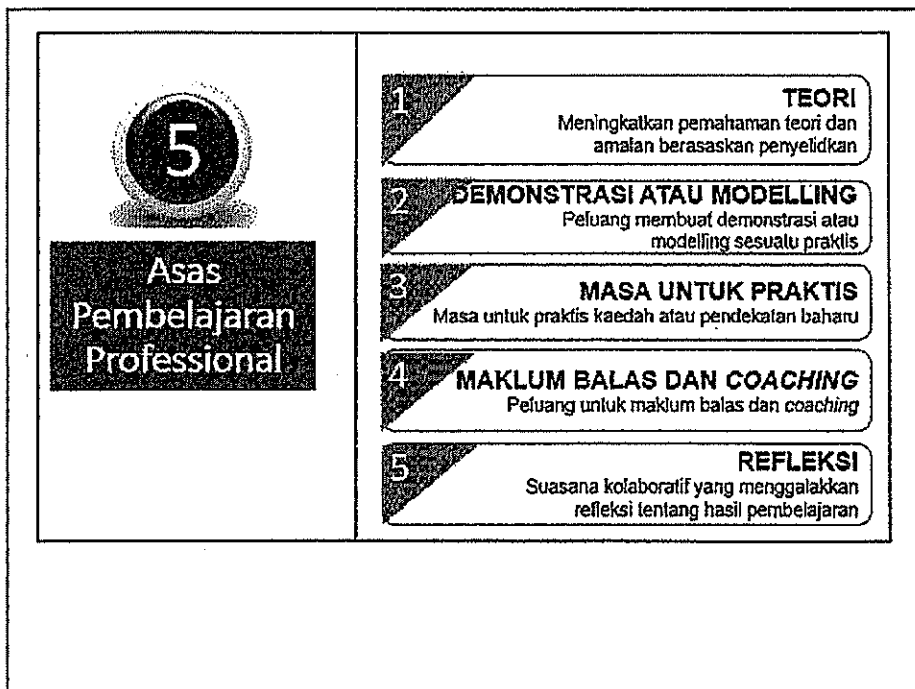 5
Asas
Pembelajaran
Professional
1
TEORI
Meningkatkan pemahaman teori dan
amalan berasaskan penyelidkan
2
DEMONSTRASI ATAU MODELLING
Peluang membuat demonstrasi atau
modelling sesuatu praktis
3
MASA UNTUK PRAKTIS
Masa untuk praktis kaedah atau pendekatan baharu
4
MAKLUM BALAS DAN COACHING
Peluang untuk maklum balas dan coaching
5
REFLEKSI
Suasana kolaboratif yang menggalakkan
refleksi tentang hasil pembelajaran